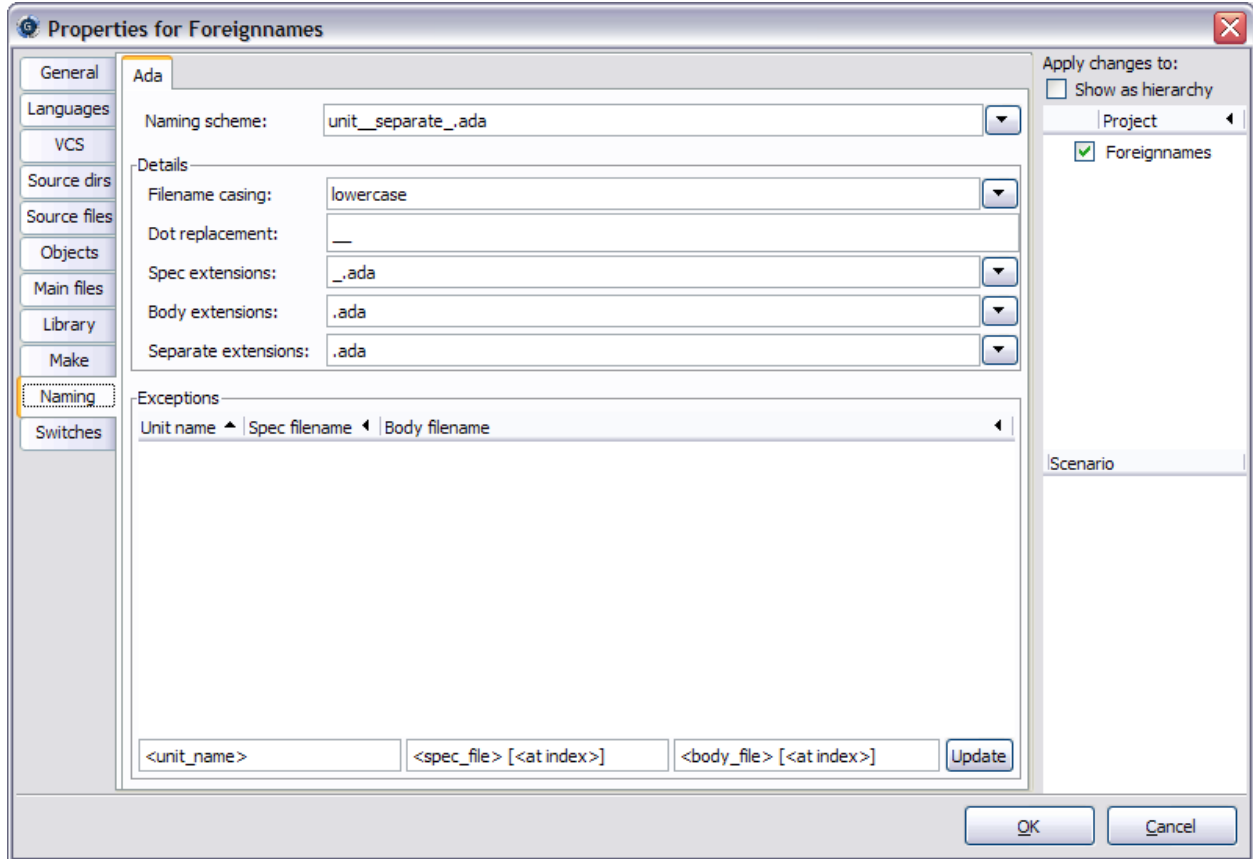 Properties for Foreignnames
General
Languages
VCS
Source dirs
Source files
Objects
Main files
Library
Make
Naming
Switches
Ada
Naming scheme: unit__separate_.ada
Details
Filename casing: lowercase
Dot replacement: __
Spec extensions: _.ada
Body extensions: .ada
Separate extensions: .ada
Exceptions
Unit name Spec filename Body filename
<unit_name> <spec_file> [<at index>] <body_file> [<at index>] Update
Apply changes to:
Show as hierarchy
Project
Foreignnames
Scenario
OK Cancel